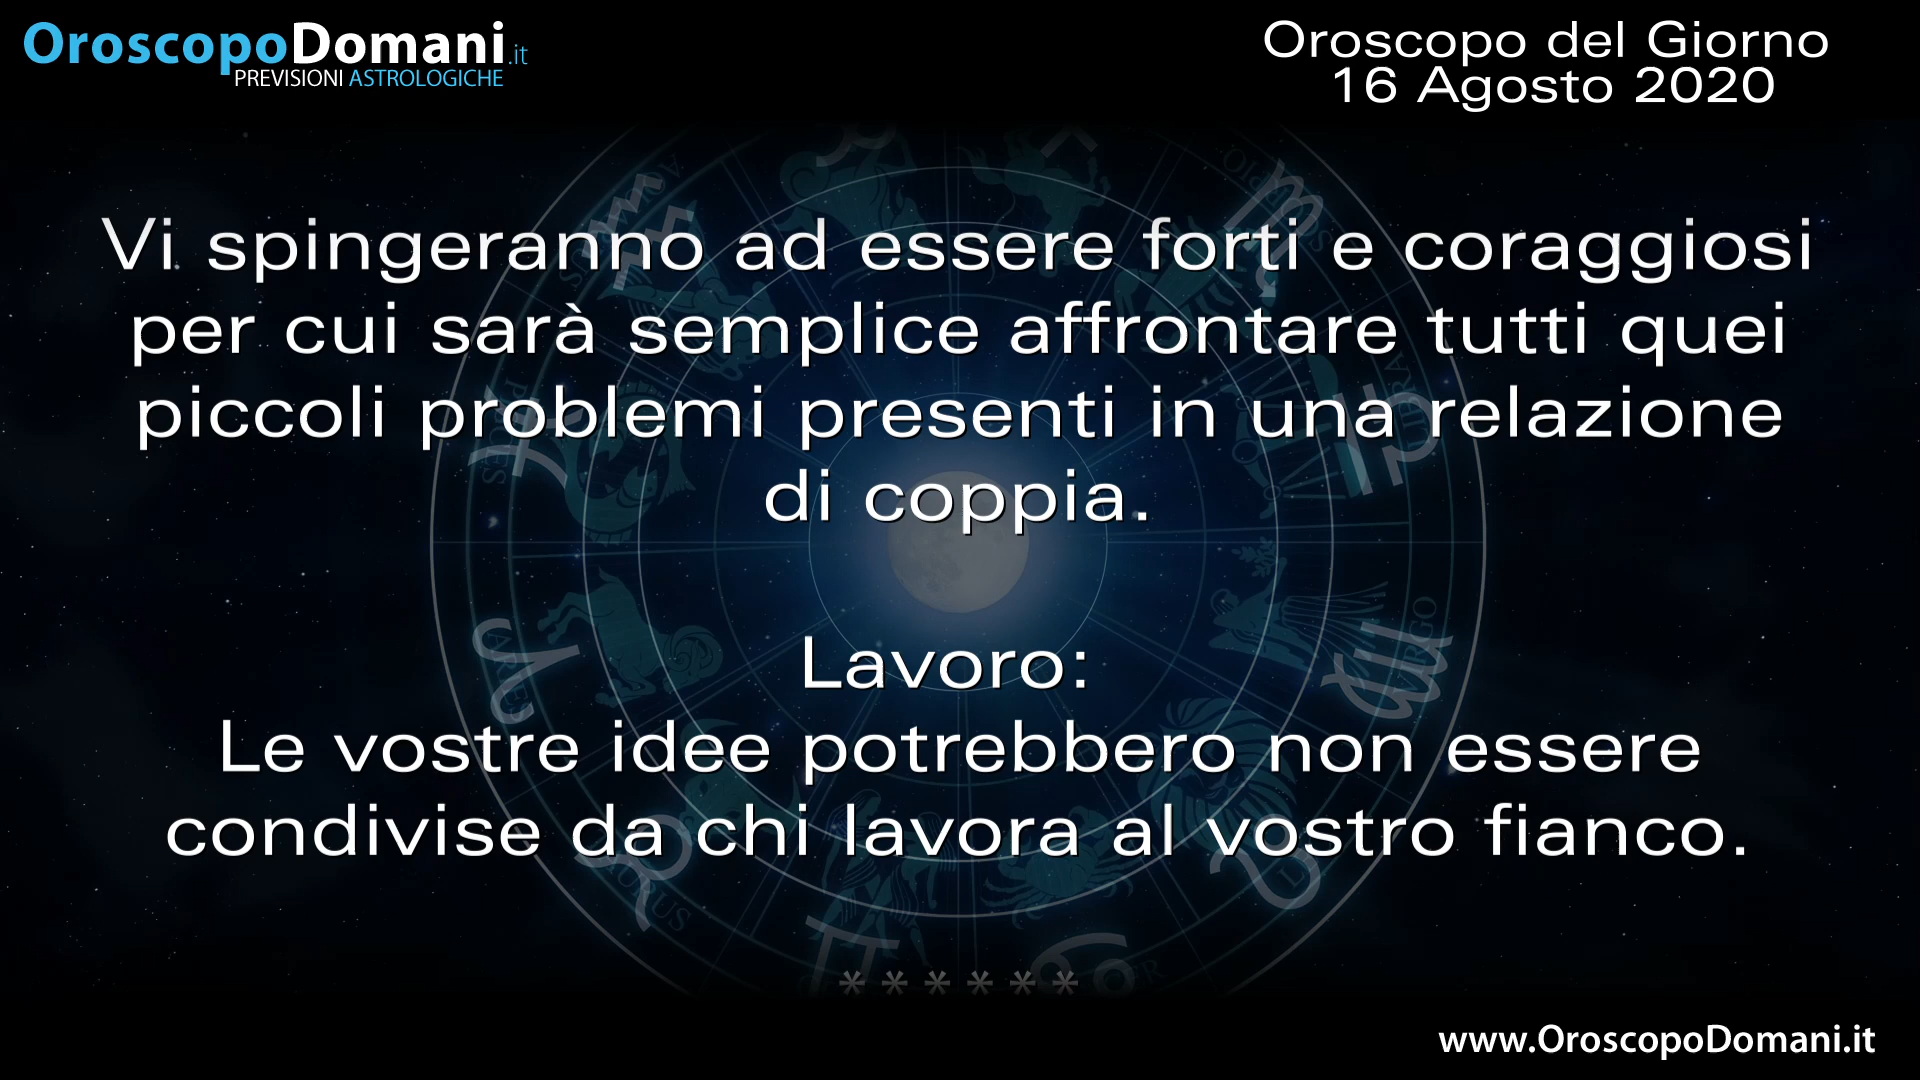 OroscopoDomani.it
PREVISIONI ASTROLOGICHE
Oroscopo del Giorno
16 Agosto 2020
Vi spingeranno ad essere forti e coraggiosi
per cui sarà semplice affrontare tutti quei
piccoli problemi presenti in una relazione
di coppia.
Lavoro:
Le vostre idee potrebbero non essere
condivise da chi lavora al vostro fianco.
******
www.OroscopoDomani.it